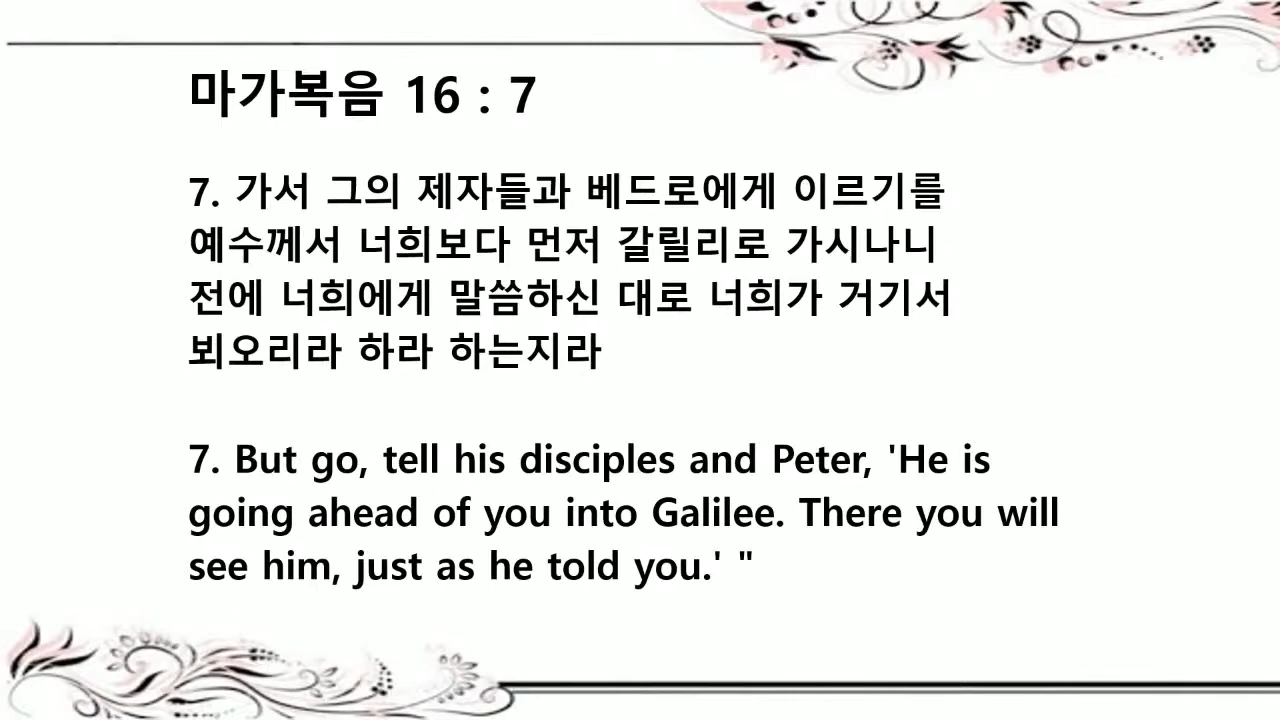 마가복음 16 : 7
7. 가서 그의 제자들과 베드로에게 이르기를
예수께서 너희보다 먼저 갈릴리로 가시나니
전에 너희에게 말씀하신 대로 너희가 거기서
뵈오리라 하라 하는지라
7. But go, tell his disciples and Peter, 'He is
going ahead of you into Galilee. There you will
see him, just as he told you.' "